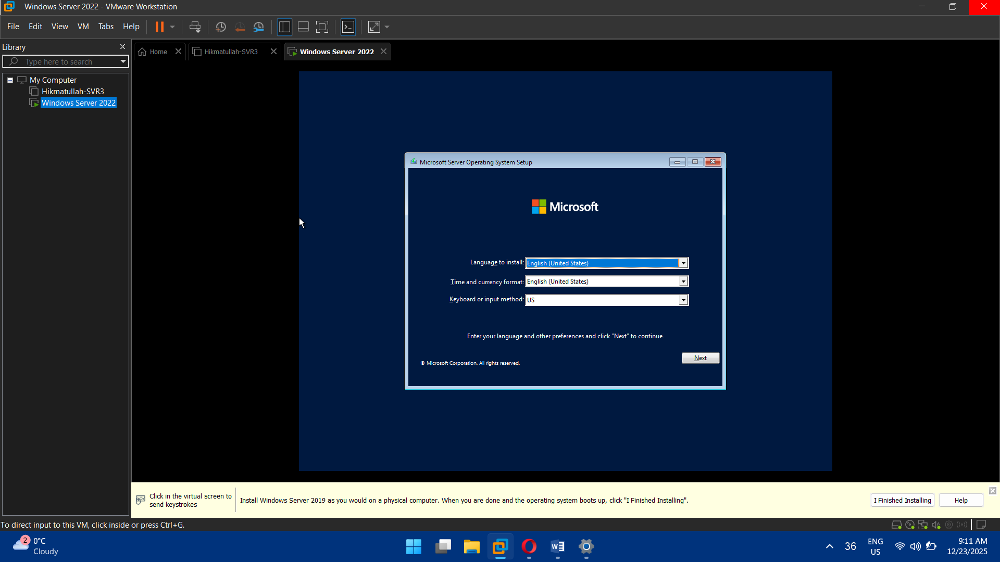 Windows Server 2022 - VMware Workstation
File Edit View VM Tabs Help
Library
Type here to search
My Computer
Hikmatullah-SVR3
Windows Server 2022
Home
Hikmatullah-SVR3
Windows Server 2022
Microsoft Server Operating System Setup
Microsoft
Language to install: English (United States)
Time and currency format: English (United States)
Keyboard or input method: US
Enter your language and other preferences and click "Next" to continue.
Next
© Microsoft Corporation. All rights reserved.
Click in the virtual screen to
send keystrokes
Install Windows Server 2019 as you would on a physical computer. When you are done and the operating system boots up, click "I Finished Installing".
I Finished Installing
Help
To direct input to this VM, click inside or press Ctrl+G.
2
0°C
Cloudy
36
ENG
US
9:11 AM
12/23/2025